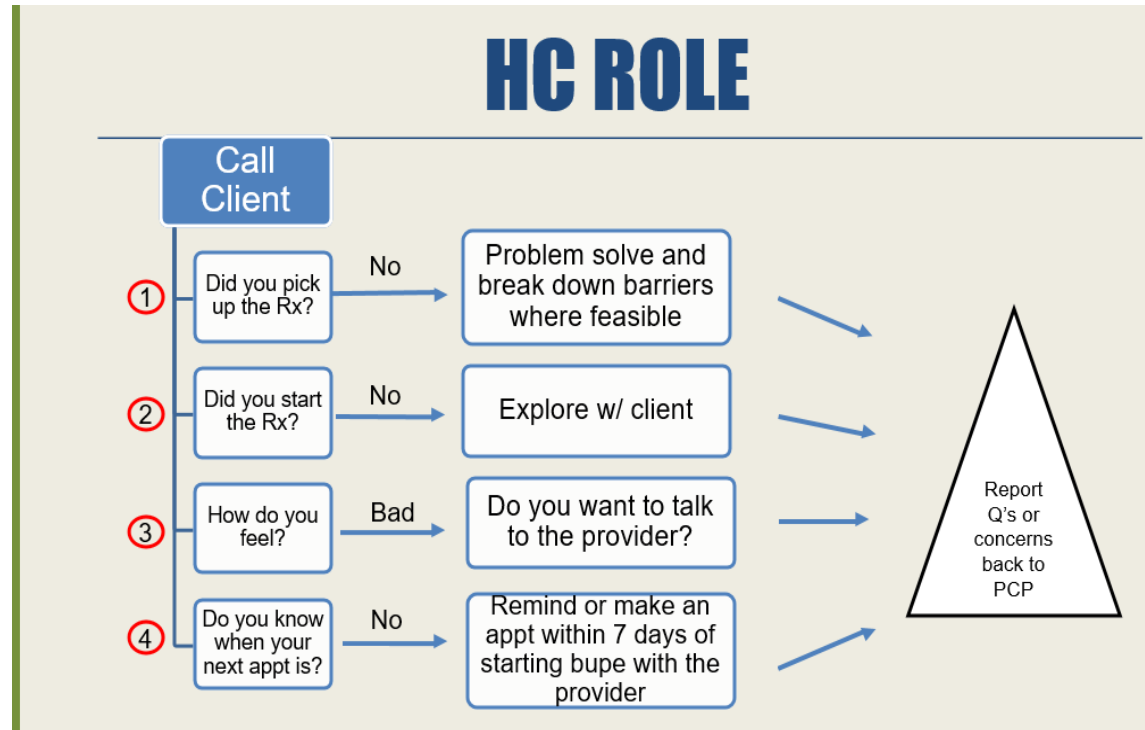 HC ROLE
Call
Client
1
Did you pick
up the Rx?
No
Problem solve and
break down barriers
where feasible
2
Did you start
the Rx?
No
Explore w/ client
3
How do you
feel?
Bad
Do you want to talk
to the provider?
4
Do you know
when your
next appt is?
No
Remind or make an
appt within 7 days of
starting bupe with the
provider
Report
Q's or
concerns
back to
PCP